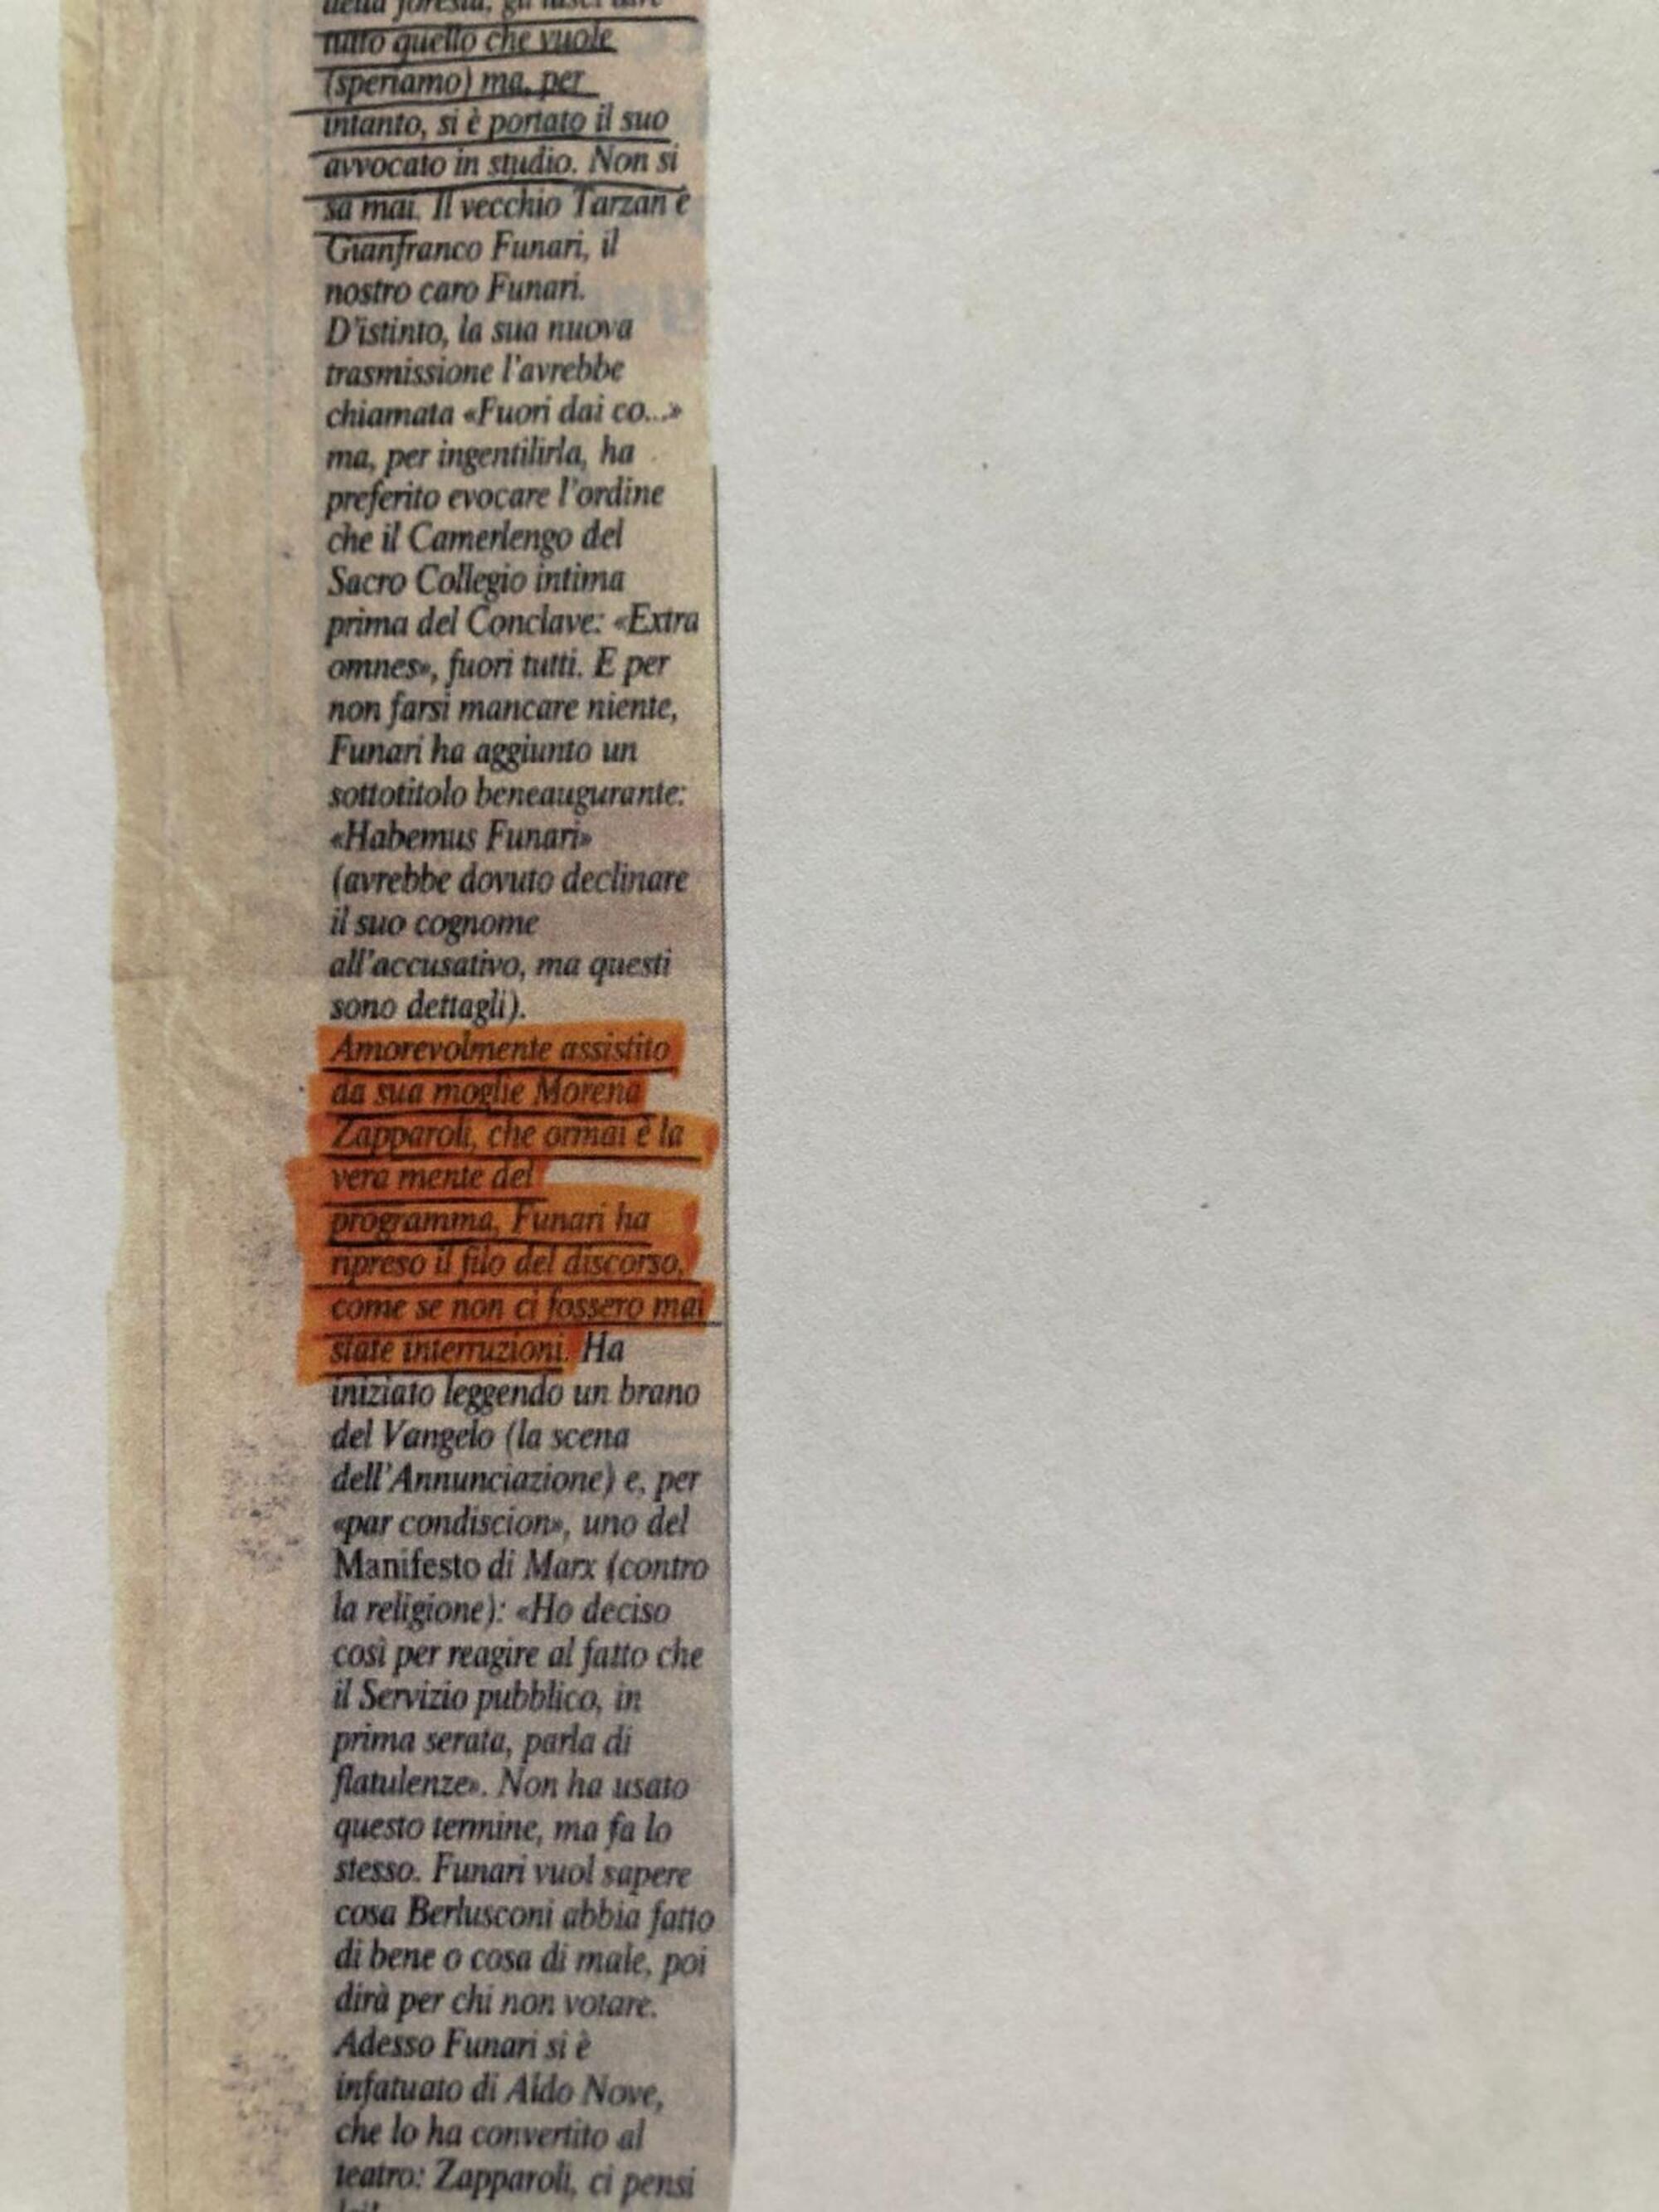 della foresta, gli lasci dire
tutto quello che vuole
(speriamo) ma, per
intanto, si è portato il suo
avvocato in studio. Non si
sa mai. Il vecchio Tarzan è
Gianfranco Funari, il
nostro caro Funari.
D'istinto, la sua nuova
trasmissione l'avrebbe
chiamata «Fuori dai co...»
ma, per ingentilirla, ha
preferito evocare l'ordine
che il Camerlengo del
Sacro Collegio intima
prima del Conclave: «Extra
omnes», fuori tutti. E per
non farsi mancare niente,
Funari ha aggiunto un
sottotitolo beneaugurante:
«Habemus Funari»
(avrebbe dovuto declinare
il suo cognome
all'accusativo, ma questi
sono dettagli).
Amorevolmente assistito
da sua moglie Morena
Zapparoli, che ormai è la
vera mente del
programma, Funari ha
ripreso il filo del discorso,
come se non ci fossero mai
state interruzioni. Ha
iniziato leggendo un brano
del Vangelo (la scena
dell'Annunciazione) e, per
«par condiscion», uno del
Manifesto di Marx (contro
la religione): «Ho deciso
così per reagire al fatto che
il Servizio pubblico, in
prima serata, parla di
flatulenze». Non ha usato
questo termine, ma fa lo
stesso. Funari vuol sapere
cosa Berlusconi abbia fatto
di bene o cosa di male, poi
dirà per chi non votare.
Adesso Funari si è
infatuato di Aldo Nove,
che lo ha convertito al
teatro: Zapparoli, ci pensi